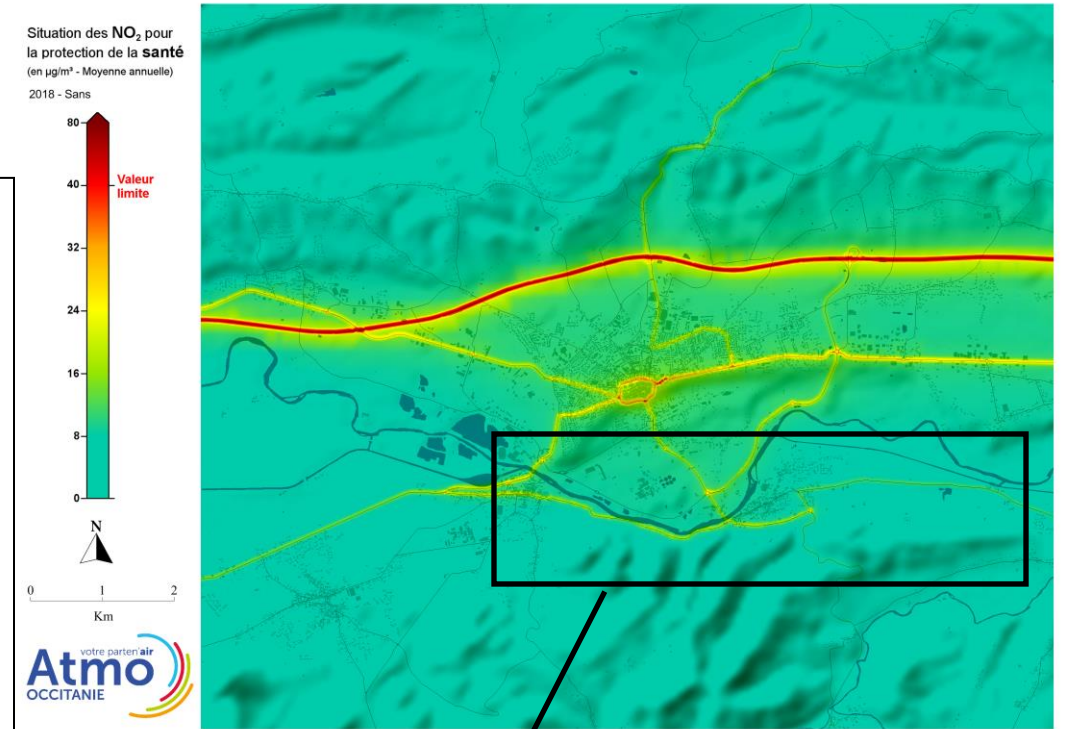 Situation des NO₂ pour
la protection de la santé
(en µg/m³ - Moyenne annuelle)
2018 - Sans
80
40
Valeur
limite
32
24
16
8
0
N
0 1 2
Km
votre parten'air
Atmo
OCCITANIE